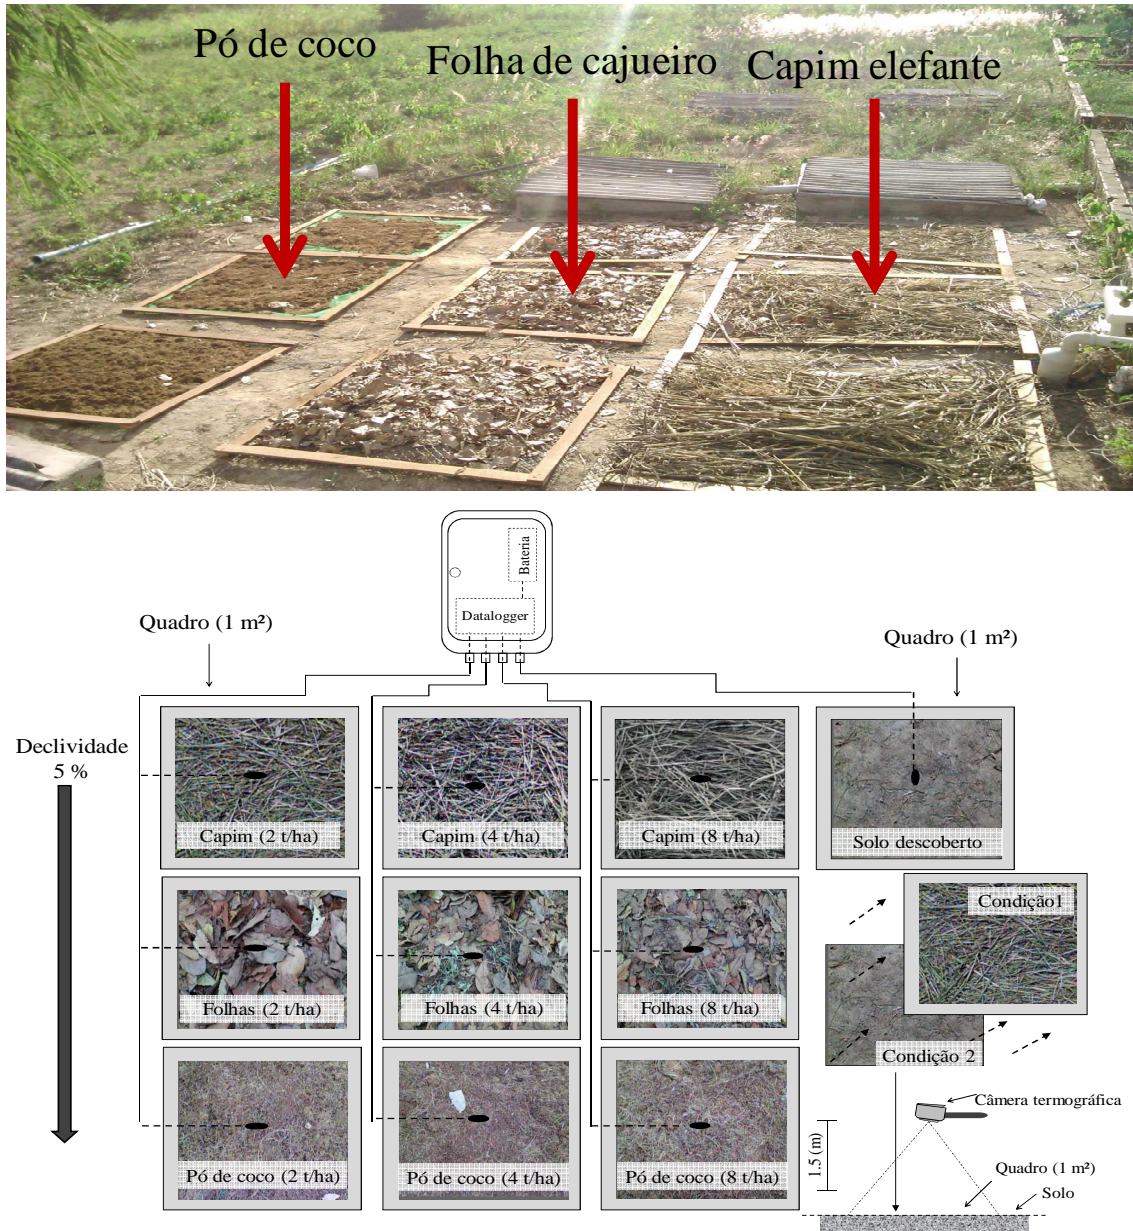 Pó de coco
Folha de cajueiro
Capim elefante
Bateria
Datalogger
Quadro (1 m²)
Quadro (1 m²)
Declividade
5 %
Capim (2 t/ha)
Capim (4 t/ha)
Capim (8 t/ha)
Solo descoberto
Folhas (2 t/ha)
Folhas (4 t/ha)
Folhas (8 t/ha)
Condição1
Condição 2
Pó de coco (2 t/ha)
Pó de coco (4 t/ha)
Pó de coco (8 t/ha)
Câmera termográfica
1.5 (m)
Quadro (1 m²)
Solo